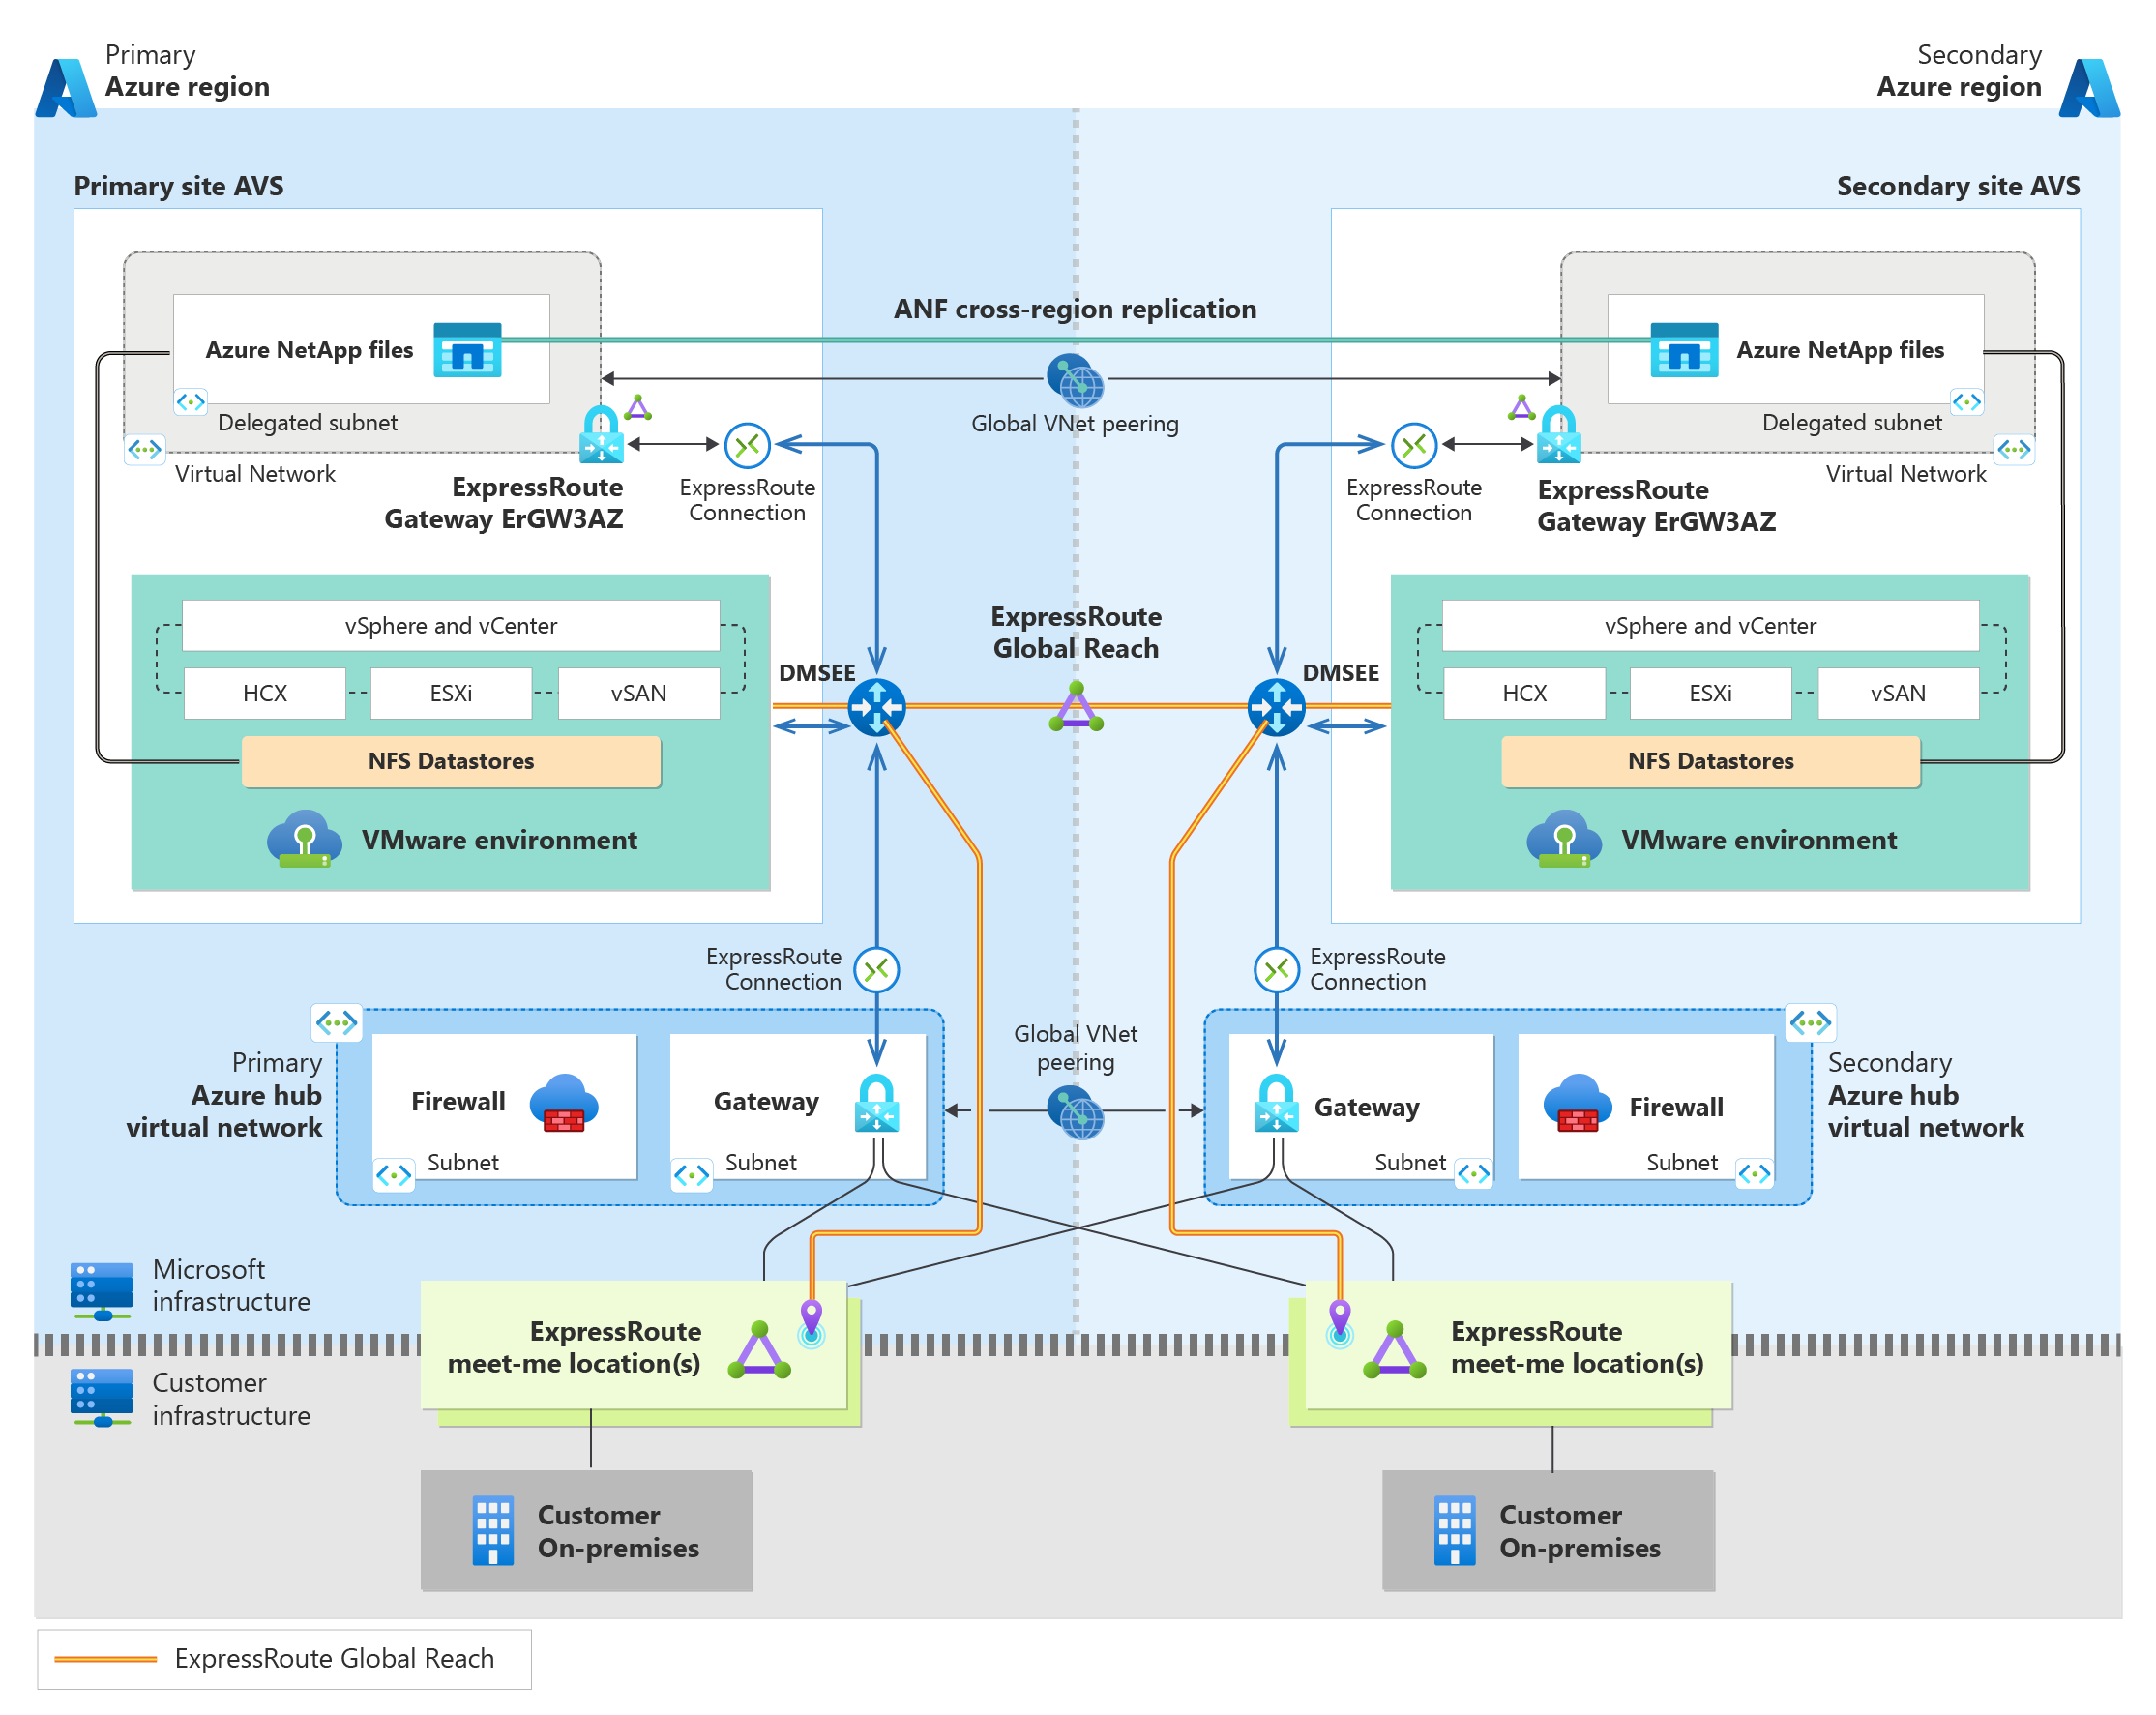 Primary
Azure region
Secondary
Azure region
Primary site AVS
Secondary site AVS
ANF cross-region replication
Azure NetApp files
Azure NetApp files
Delegated subnet
Global VNet peering
Delegated subnet
Virtual Network
Virtual Network
ExpressRoute
Gateway ErGW3AZ
ExpressRoute
Connection
ExpressRoute
Connection
ExpressRoute
Gateway ErGW3AZ
vSphere and vCenter
HCX
ESXi
vSAN
NFS Datastores
VMware environment
DMSEE
ExpressRoute
Global Reach
DMSEE
vSphere and vCenter
HCX
ESXi
vSAN
NFS Datastores
VMware environment
ExpressRoute
Connection
ExpressRoute
Connection
Primary
Azure hub
virtual network
Firewall
Subnet
Gateway
Subnet
Global VNet
peering
Gateway
Subnet
Firewall
Subnet
Secondary
Azure hub
virtual network
Microsoft
infrastructure
Customer
infrastructure
ExpressRoute
meet-me location(s)
ExpressRoute
meet-me location(s)
Customer
On-premises
Customer
On-premises
ExpressRoute Global Reach